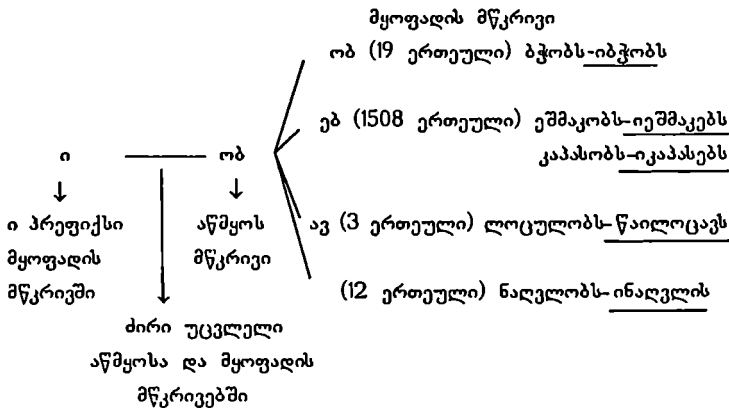 მყოფადის მწკრივი
ობ (19 ერთეული) ბჭობს-იბჭობს
ებ (1508 ერთეული) ეშმაკობს-იეშმაკებს
კაპასობს-იკაპასებს
ი ობ
ი პრეფიქსი
მყოფადის
მწკრივში
აწმყოს
მწკრივი
ავ (3 ერთეული) ლოცულობს-წაილოცავს
(12 ერთეული) ნაღვლობს-ინაღვლის
ძირი უცვლელი
აწმყოსა და მყოფადის
მწკრივებში